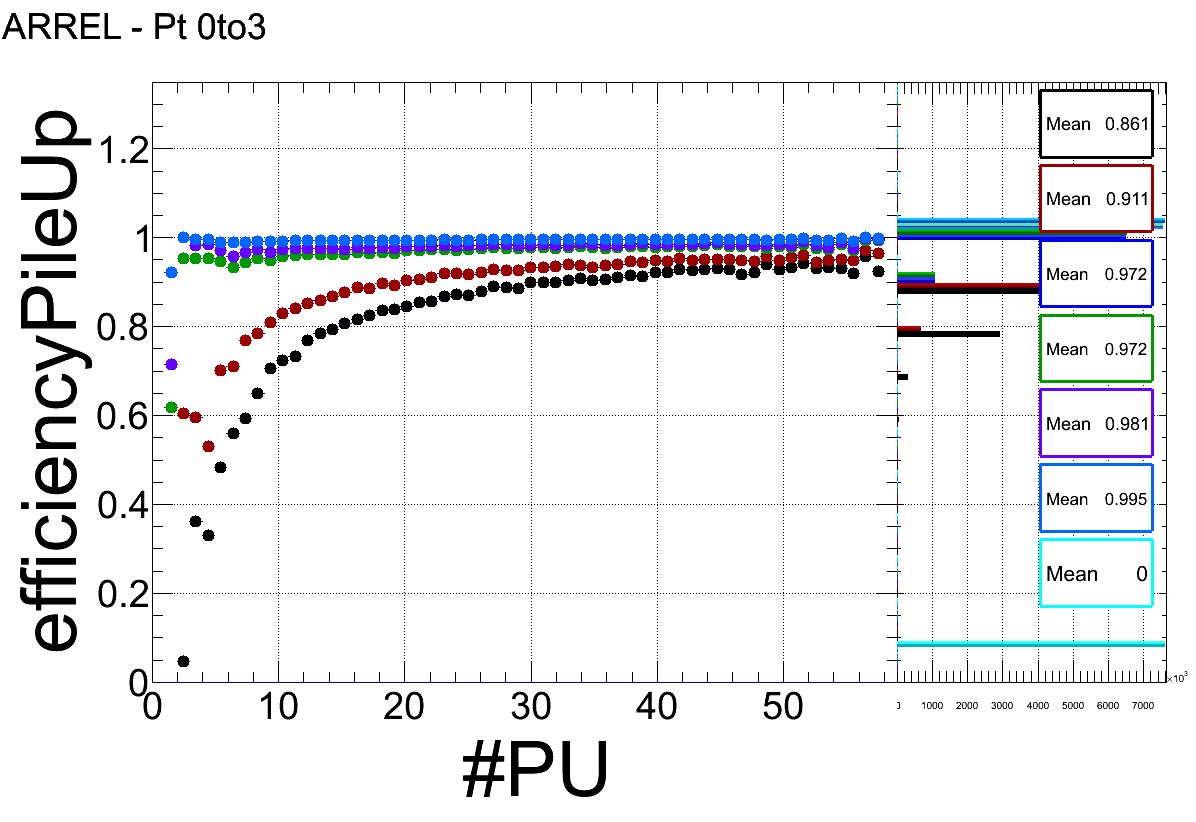 ARREL - Pt 0to3
efficiencyPileUp
1.2
1
0.8
0.6
0.4
0.2
0
0 10 20 30 40 50
#PU
Mean 0.861
Mean 0.911
Mean 0.972
Mean 0.972
Mean 0.981
Mean 0.995
Mean 0
×10³
0 1000 2000 3000 4000 5000 6000 7000